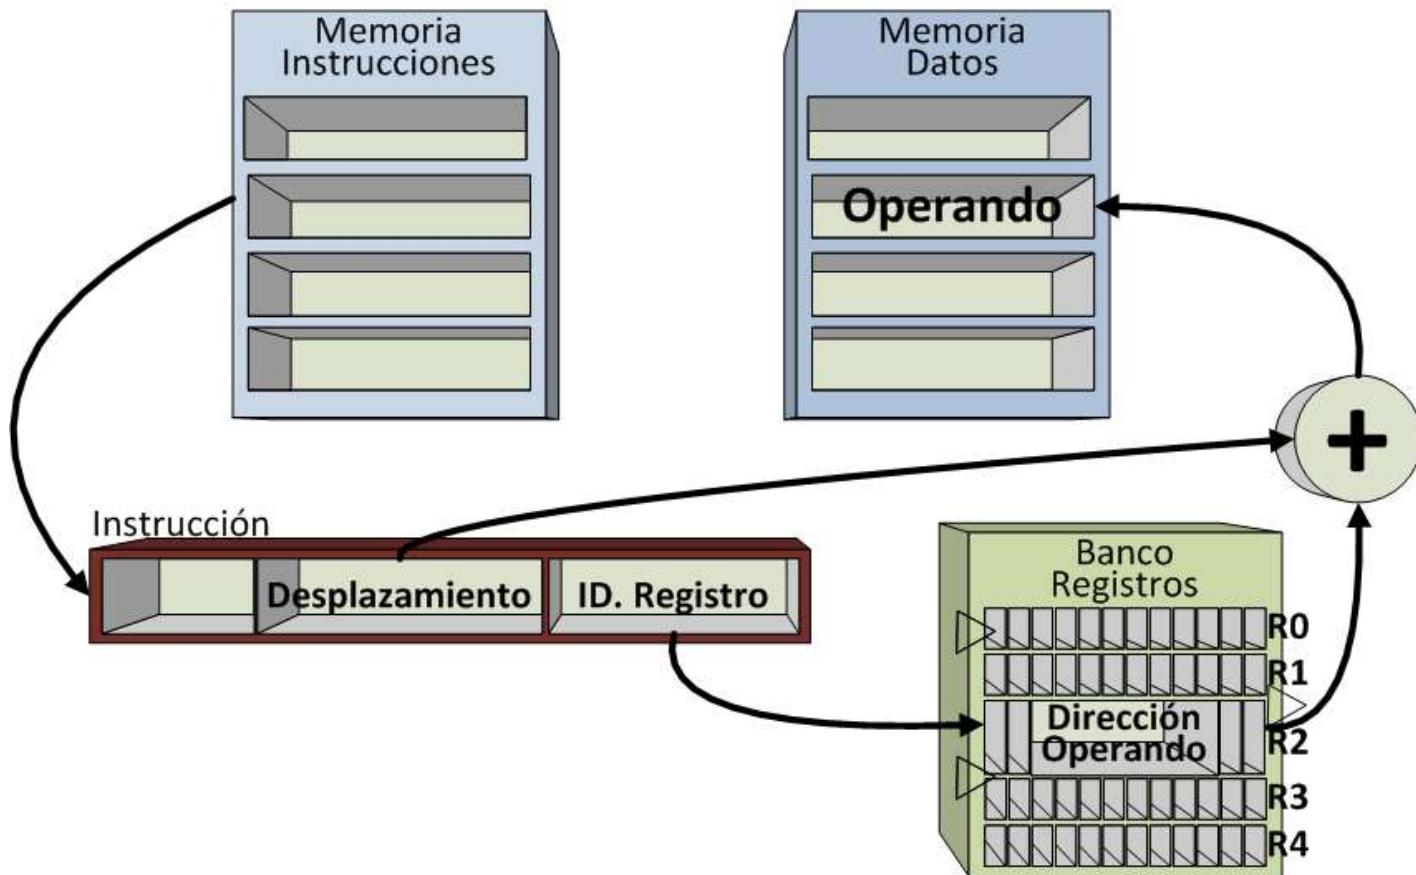 Memoria
Instrucciones
Memoria
Datos
Operando
+
Instrucción
Desplazamiento
ID. Registro
Banco
Registros
R0
R1
Dirección
Operando
R2
R3
R4